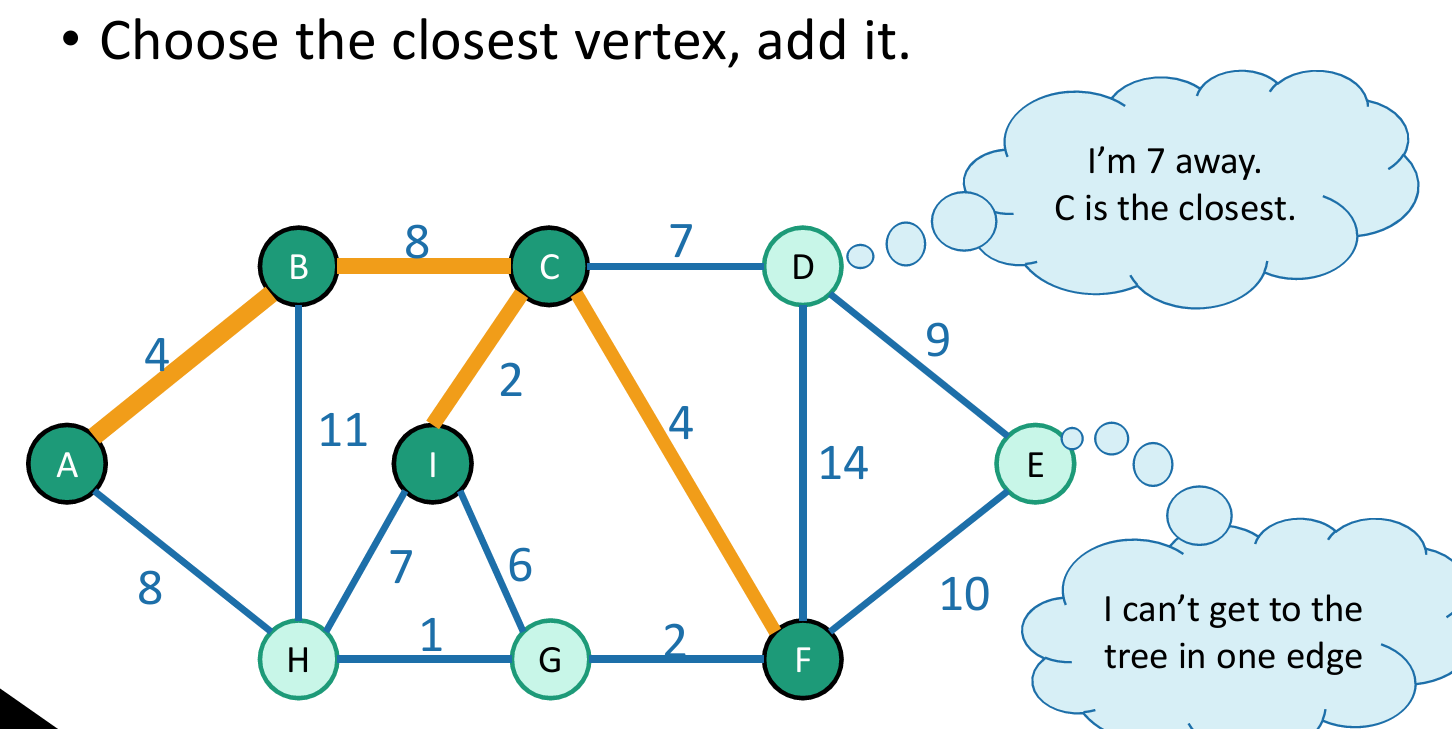 • Choose the closest vertex, add it.
I’m 7 away.
C is the closest.
8
7
B
C
D
4
2
9
11
4
A
I
14
E
8
7
6
10
1
2
H
G
F
I can’t get to the
tree in one edge